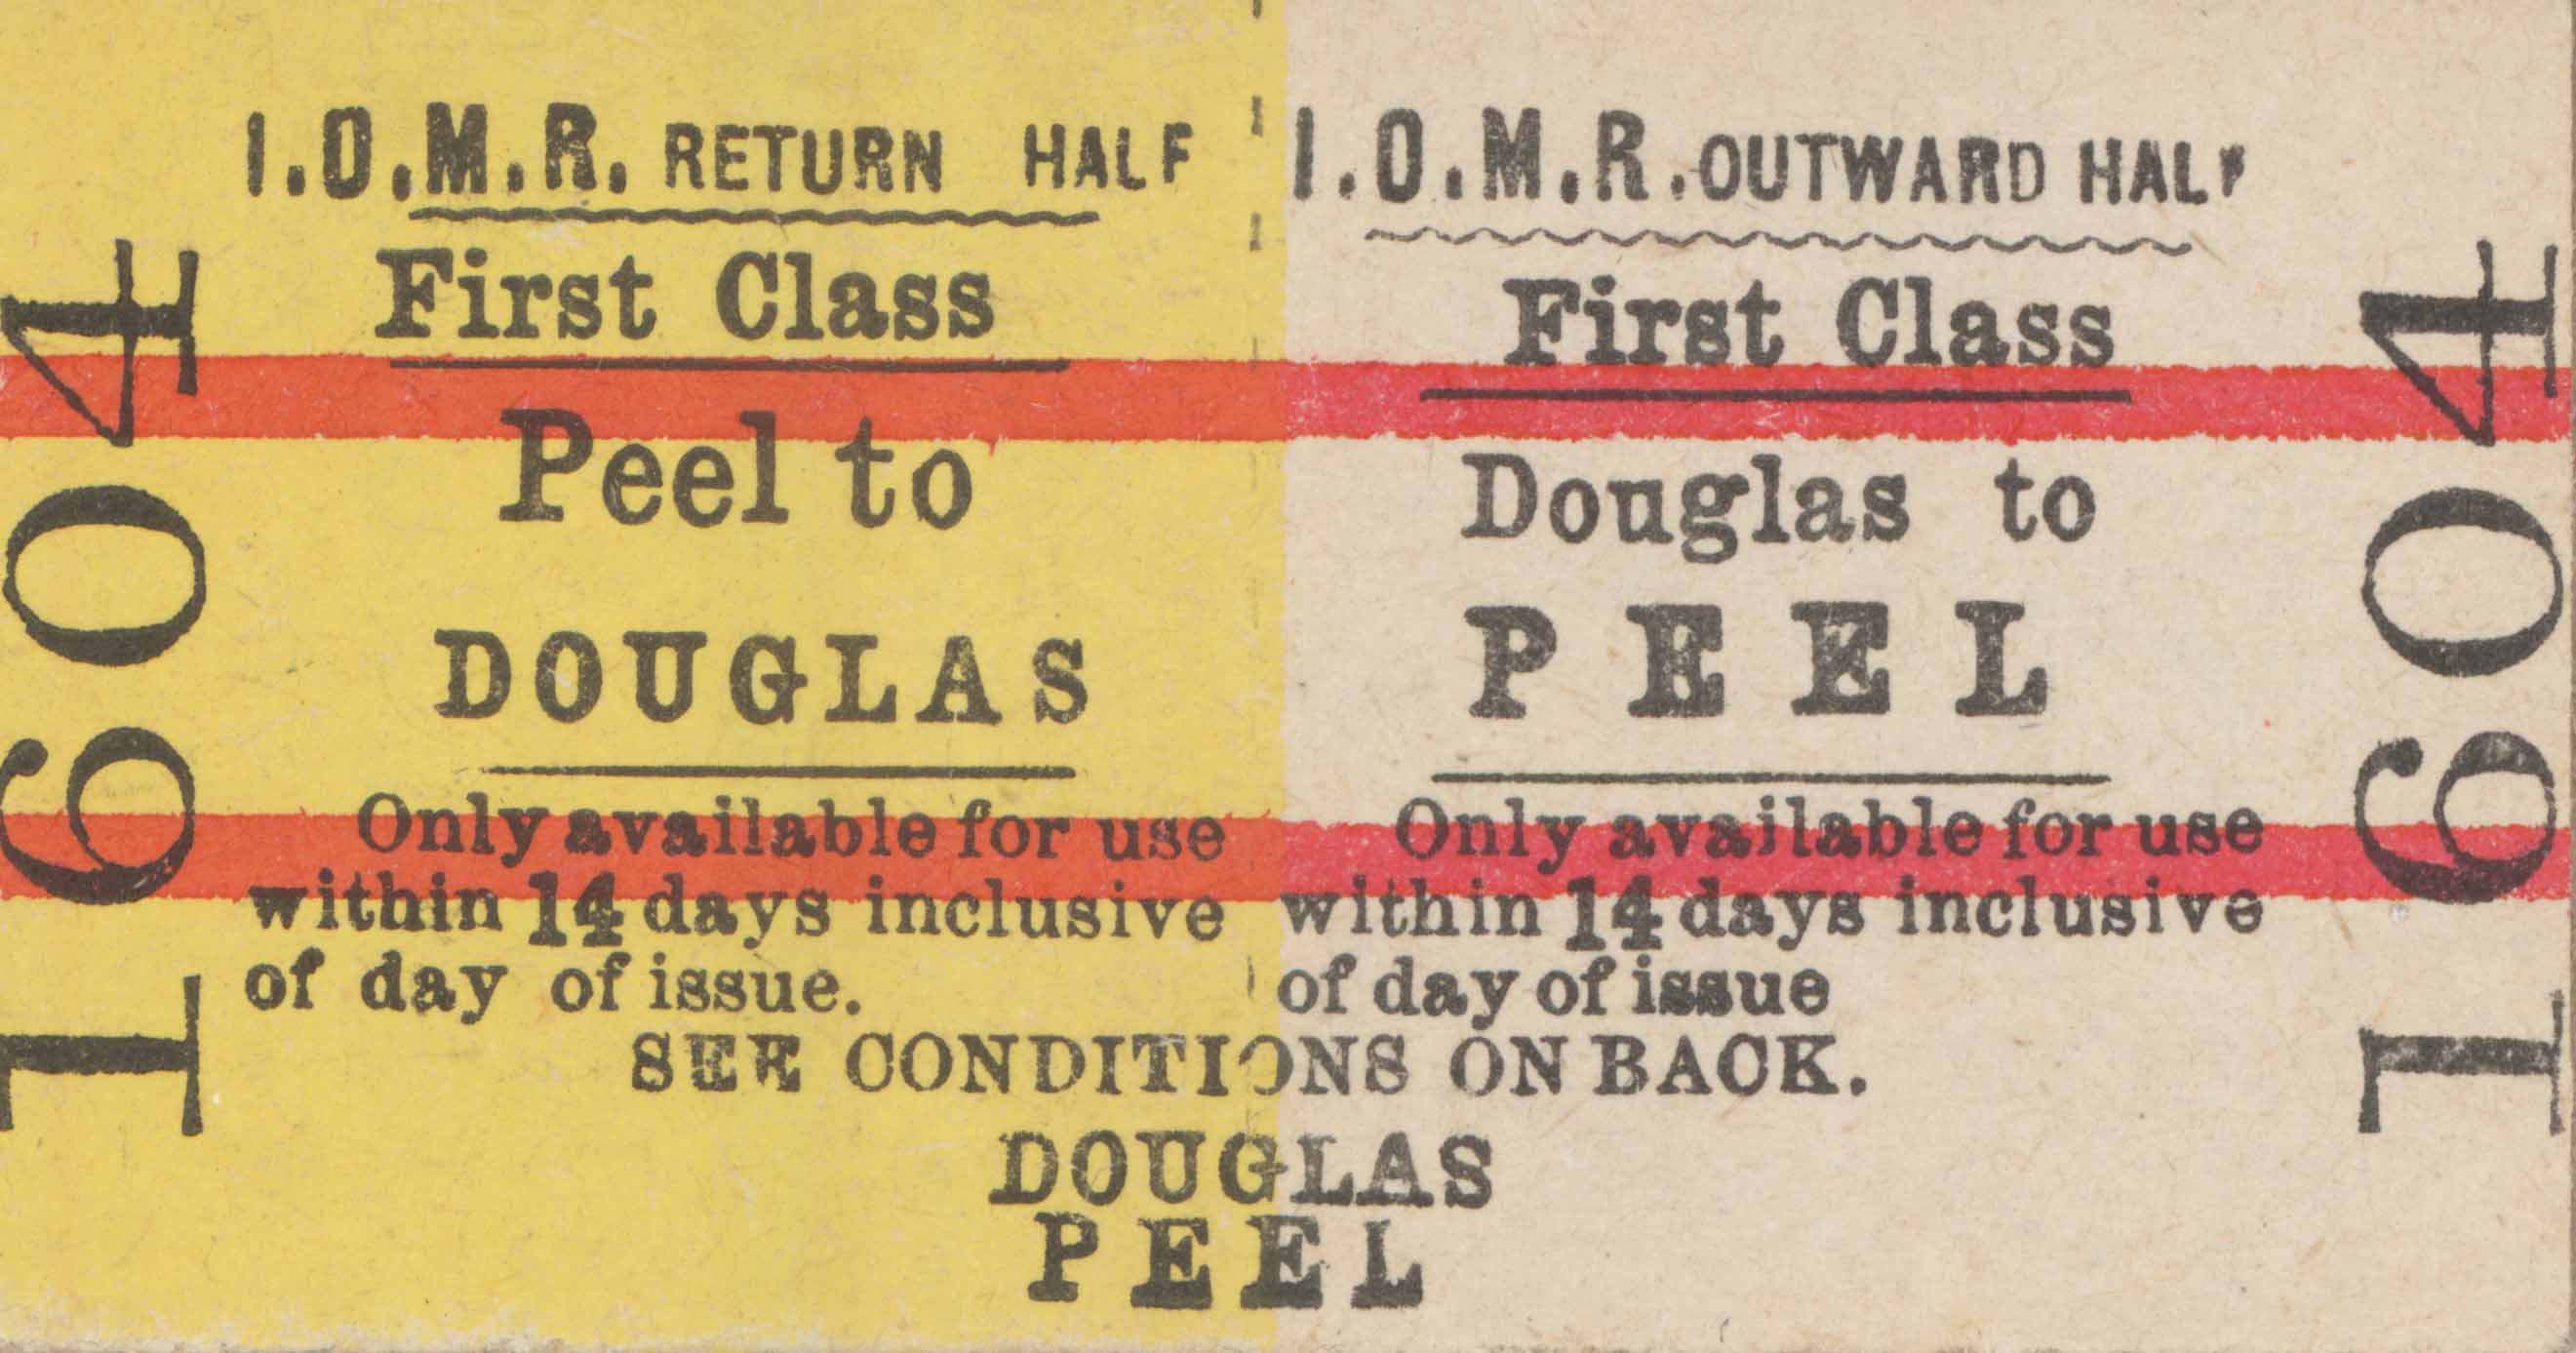 I.O.M.R. RETURN HALF
First Class
Peel to
DOUGLAS
Only available for use
within 14 days inclusive
of day of issue.
I.O.M.R. OUTWARD HALF
First Class
Douglas to
PEEL
Only available for use
within 14 days inclusive
of day of issue
SEE CONDITIONS ON BACK.
DOUGLAS
PEEL
1604
1604